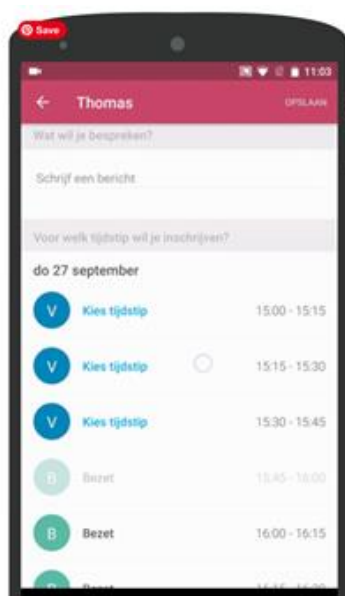 Save
11:03
Thomas
OPSLAAN
Wat wil je bespreken?
Schrijf een bericht
Voor welk tijdstip wil je inschrijven?
do 27 september
V Kies tijdstip 15:00 - 15:15
V Kies tijdstip 15:15 - 15:30
V Kies tijdstip 15:30 - 15:45
B Bezet 15:45 - 16:00
B Bezet 16:00 - 16:15
Bezet